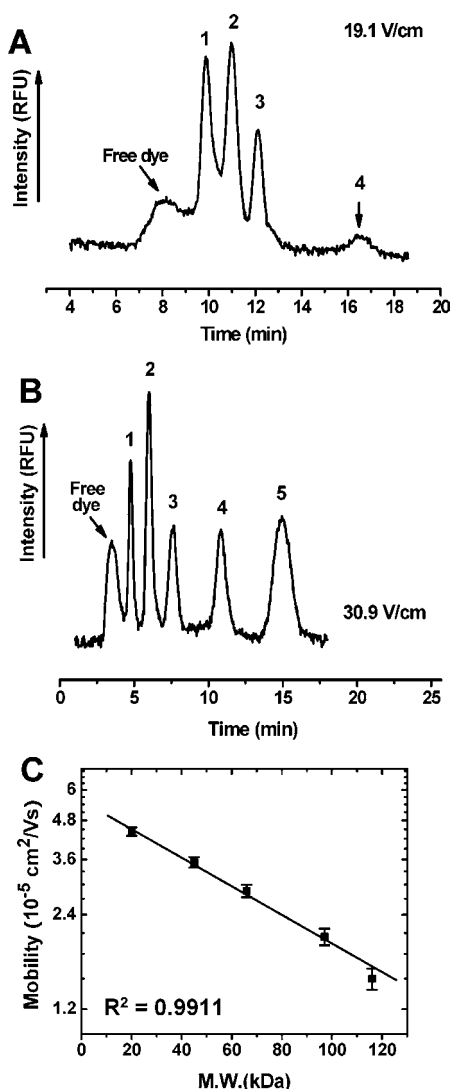 A
19.1 V/cm
1
2
3
4
Free dye
Intensity (RFU)
4 6 8 10 12 14 16 18 20
Time (min)
B
30.9 V/cm
1
2
3
4
5
Free
dye
Intensity (RFU)
0 5 10 15 20 25
Time (min)
C
Mobility (10⁻⁵ cm²/Vs)
6
4.8
3.6
2.4
1.2
R² = 0.9911
0 20 40 60 80 100 120
M.W.(kDa)